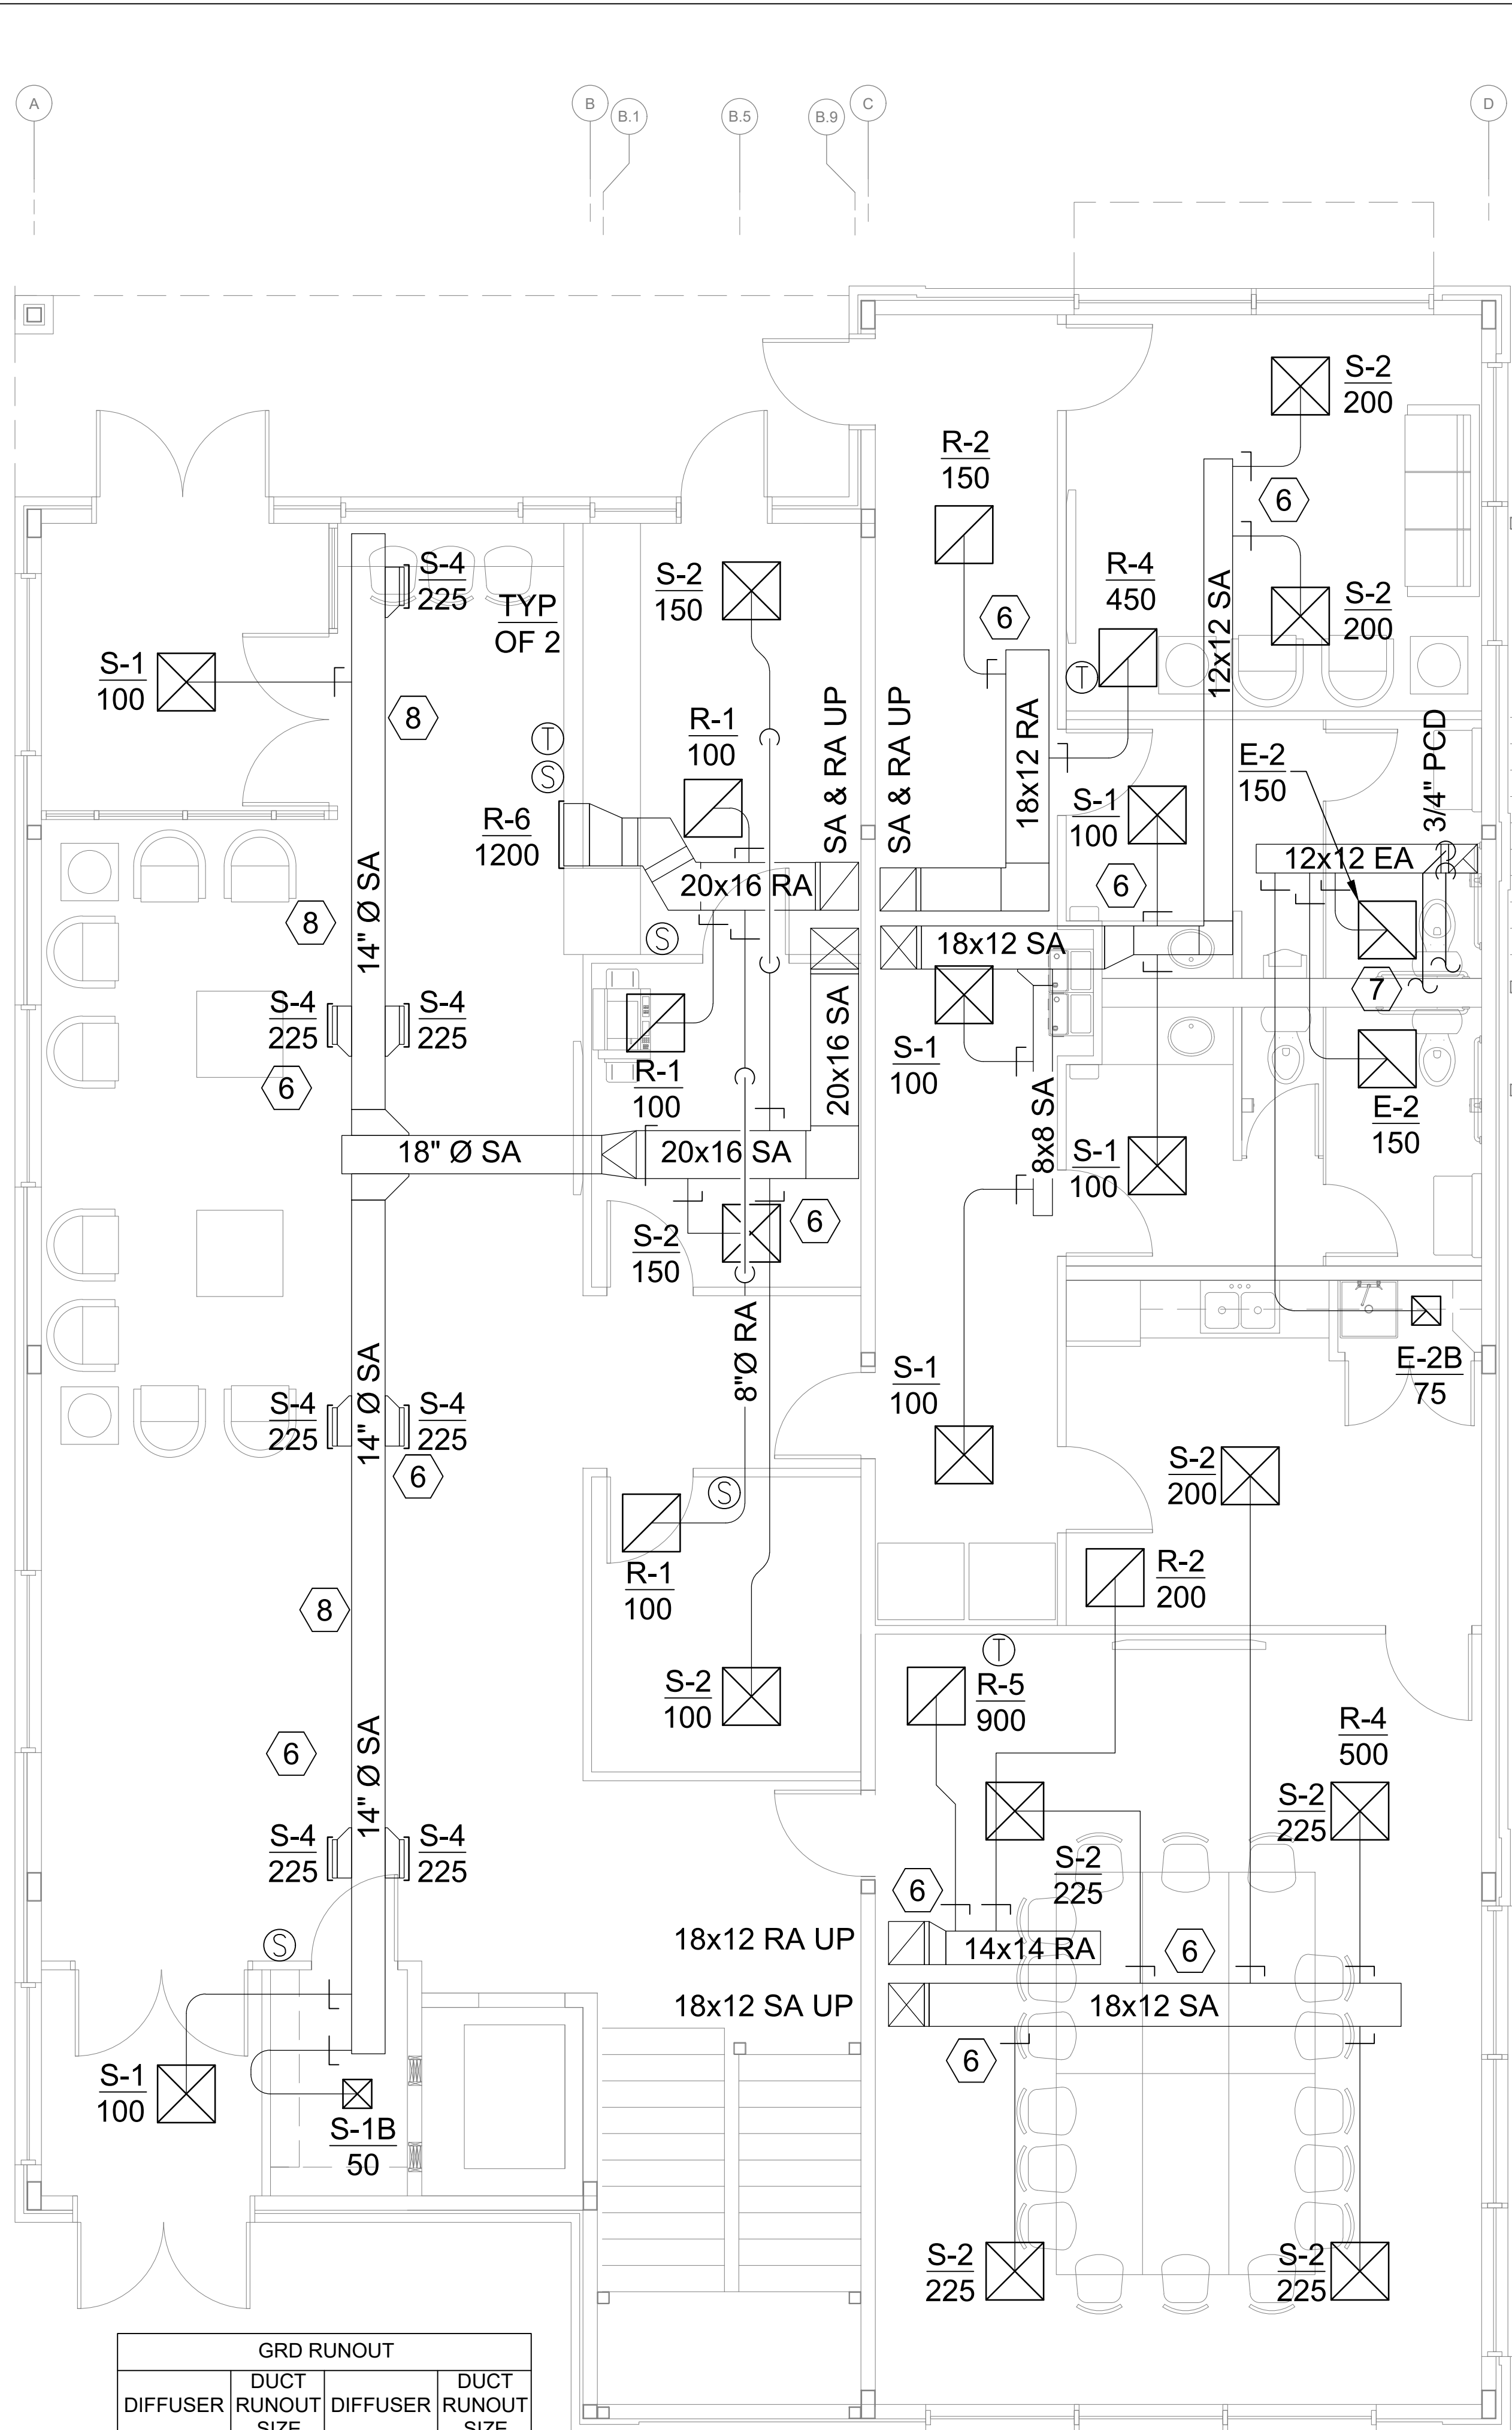 A
B
B.1
B.5
B.9
C
D
S-2
200
R-2
150
6
S-4
225
TYP
OF 2
S-2
150
R-4
450
12x12 SA
S-2
200
6
S-1
100
T
8
R-1
100
SA & RA UP
SA & RA UP
18x12 RA
T
S
E-2
150
3/4" PCD
S-1
100
R-6
1200
14" Ø SA
8
20x16 RA
12x12 EA
6
S
18x12 SA
7
S-4
225
S-4
225
R-1
100
20x16 SA
S-1
100
6
8x8 SA
E-2
150
18" Ø SA
20x16 SA
S-1
100
S-2
150
6
8"Ø RA
14" Ø SA
S-1
100
E-2B
75
S-4
225
S-4
225
6
S-2
200
S
R-1
100
R-2
200
8
T
S-2
100
R-5
900
R-4
500
6
14" Ø SA
S-2
225
S-4
225
S-4
225
S-2
225
6
S
18x12 RA UP
14x14 RA
6
18x12 SA UP
18x12 SA
6
S-1
100
S-1B
50
S-2
225
S-2
225
GRD RUNOUT
DIFFUSER
DUCT
RUNOUT
SIZE
DIFFUSER
DUCT
RUNOUT
SIZE